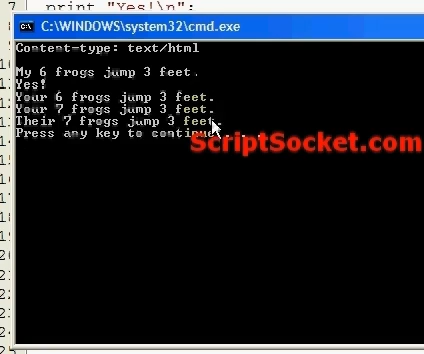 7 print "Yes!\n";
C:\WINDOWS\system32\cmd.exe
Content-type: text/html
My 6 frogs jump 3 feet.
Yes!
Your 6 frogs jump 3 feet.
Your 7 frogs jump 3 feet.
Their 7 frogs jump 3 feet.
Press any key to continue . . .
ScriptSocket.com